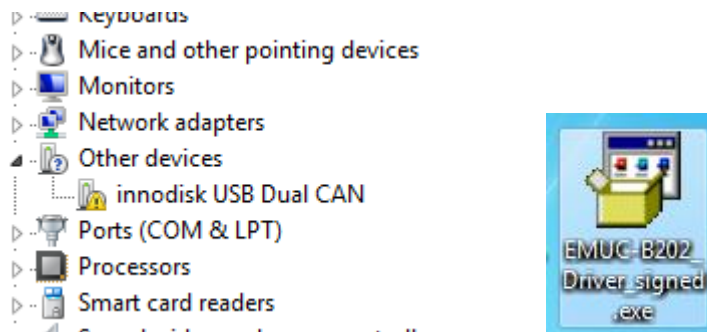 Keyboards
Mice and other pointing devices
Monitors
Network adapters
Other devices
innodisk USB Dual CAN
Ports (COM & LPT)
Processors
Smart card readers
EMUC-B202_
Driver_signed
.exe